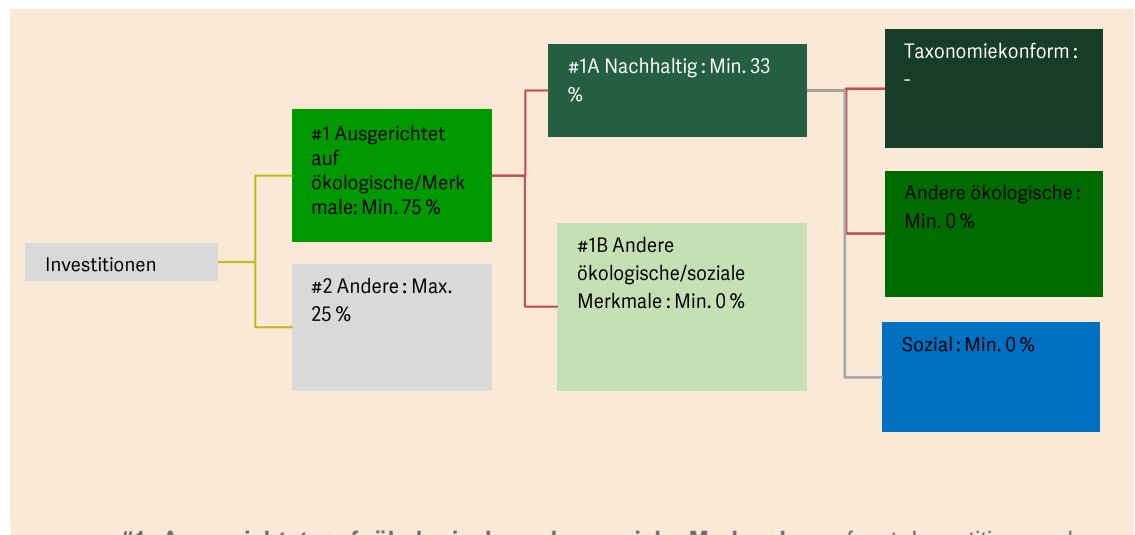 Investitionen
#1 Ausgerichtet
auf
ökologische/Merk
male: Min. 75 %
#2 Andere : Max.
25 %
#1A Nachhaltig : Min. 33
%
#1B Andere
ökologische/soziale
Merkmale : Min. 0 %
Taxonomiekonform :
-
Andere ökologische :
Min. 0 %
Sozial : Min. 0 %